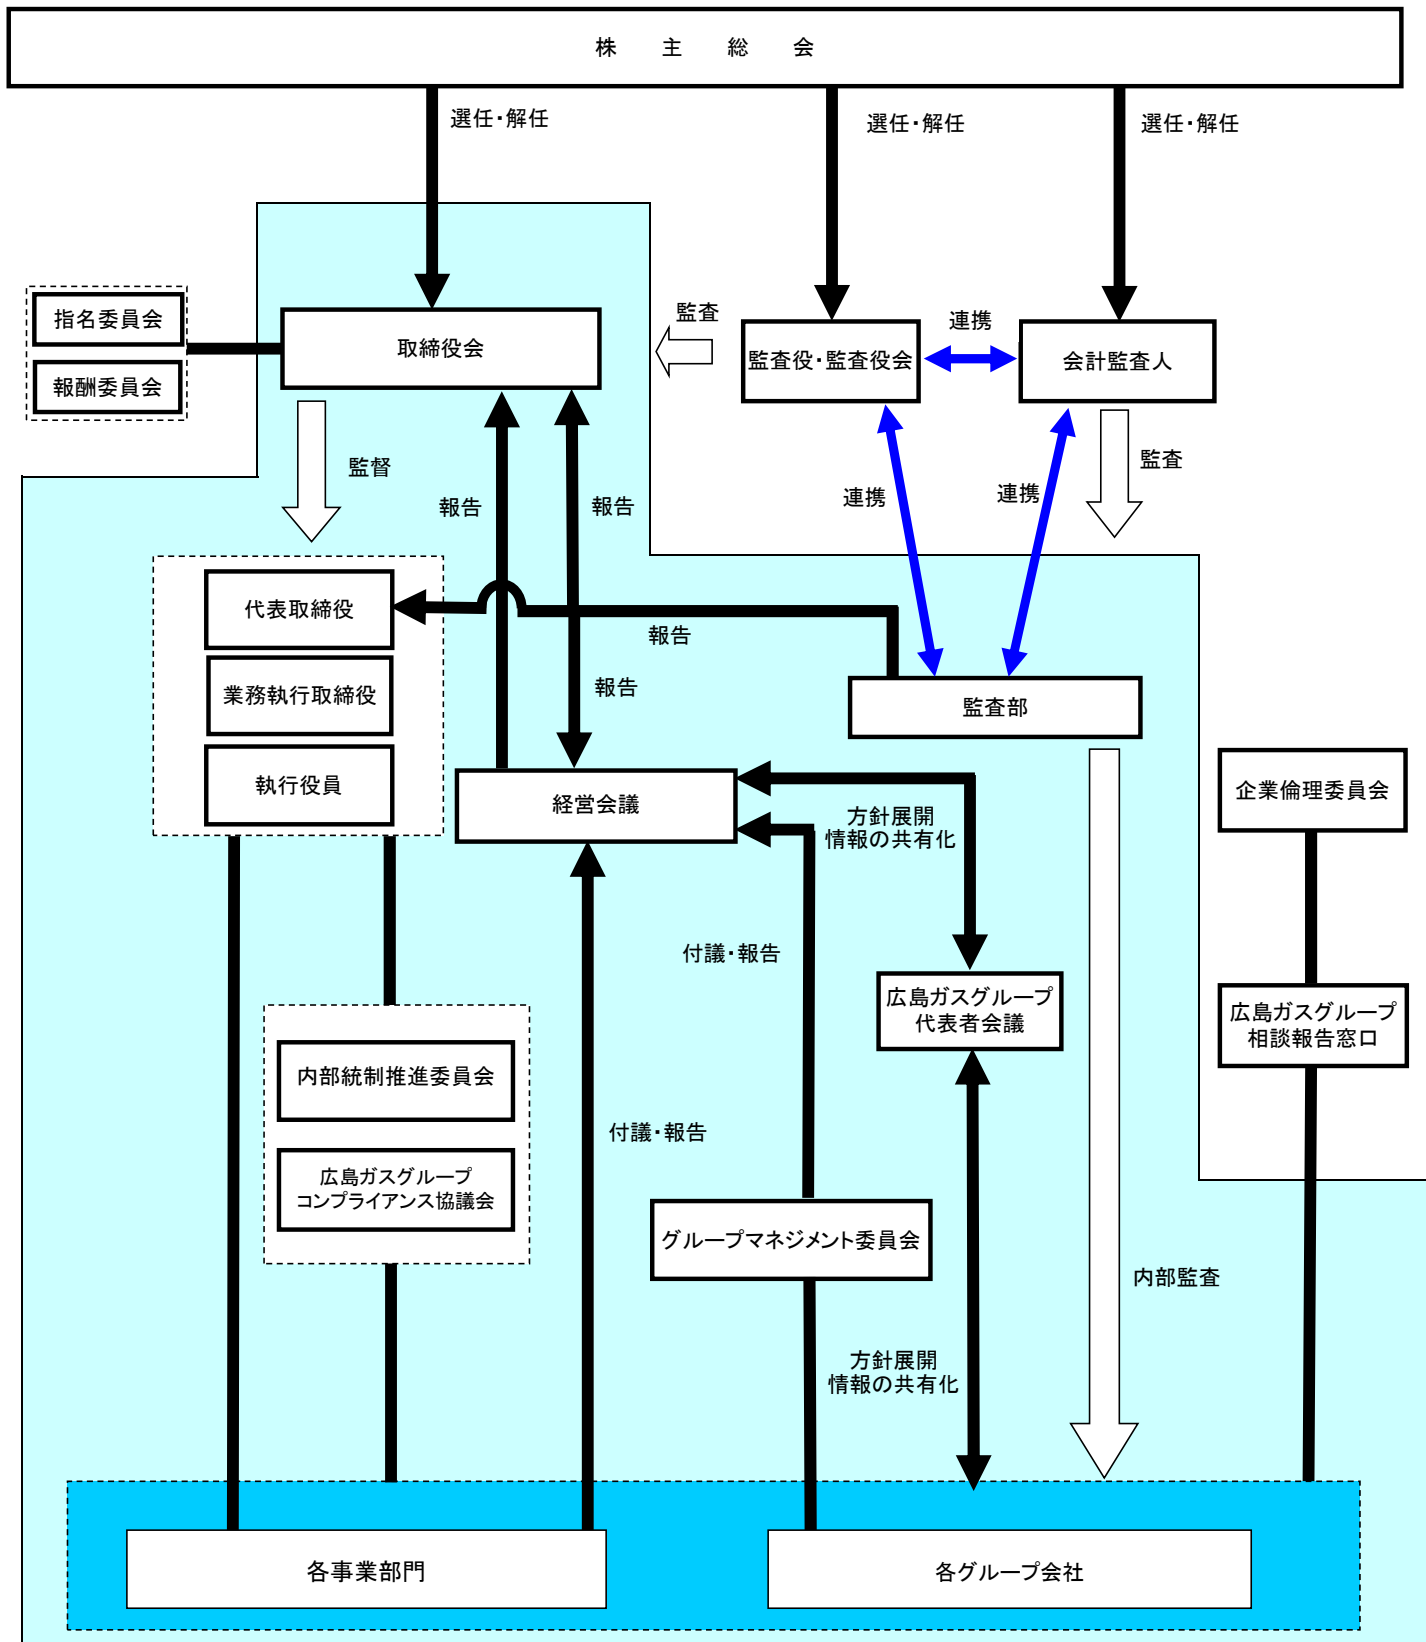 株　主　総　会
選任・解任
選任・解任
選任・解任
指名委員会
報酬委員会
取締役会
監査
監査役・監査役会
連携
会計監査人
監督
報告
報告
連携
連携
監査
代表取締役
業務執行取締役
執行役員
報告
報告
監査部
経営会議
方針展開
情報の共有化
企業倫理委員会
付議・報告
広島ガスグループ
代表者会議
広島ガスグループ
相談報告窓口
内部統制推進委員会
広島ガスグループ
コンプライアンス協議会
付議・報告
グループマネジメント委員会
内部監査
方針展開
情報の共有化
各事業部門
各グループ会社